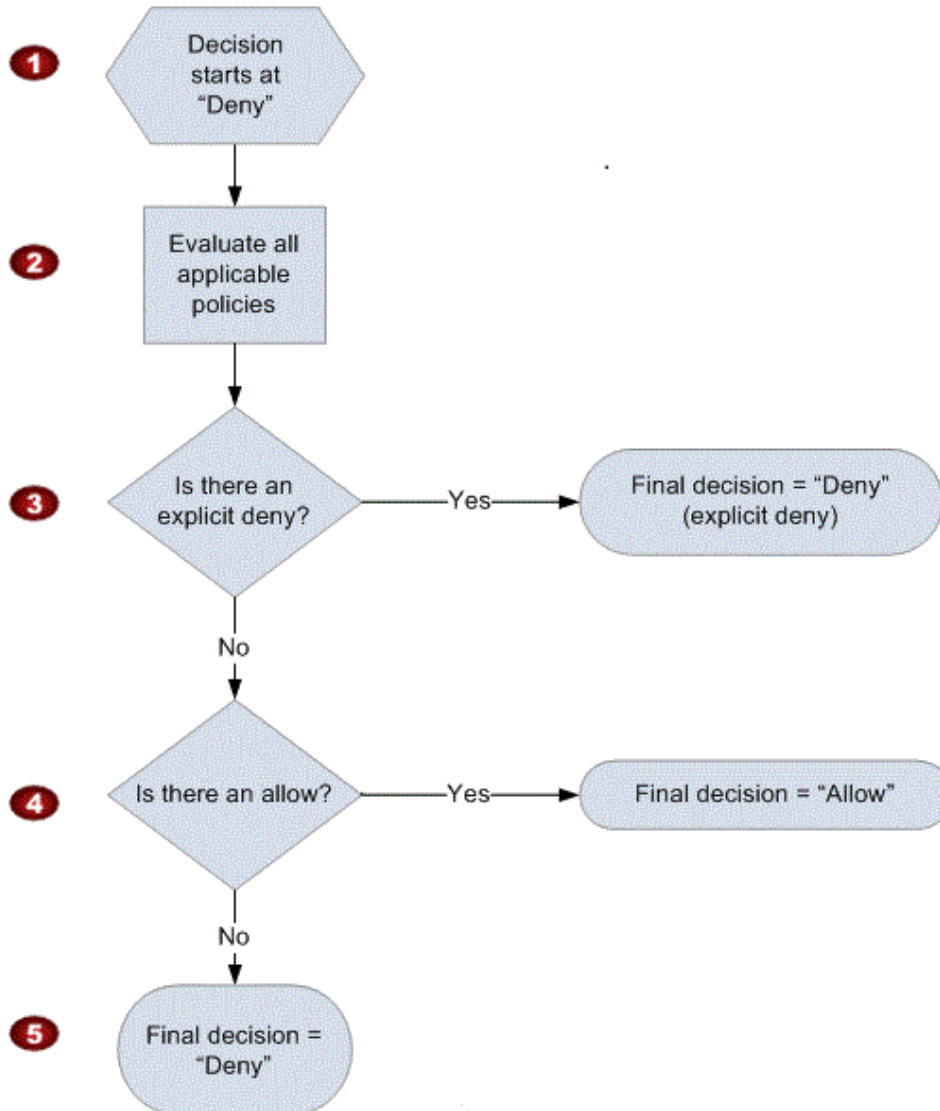 1
Decision
starts at
“Deny”
2
Evaluate all
applicable
policies
3
Is there an
explicit deny?
Yes
Final decision = “Deny”
(explicit deny)
No
4
Is there an allow?
Yes
Final decision = “Allow”
No
5
Final decision =
“Deny”